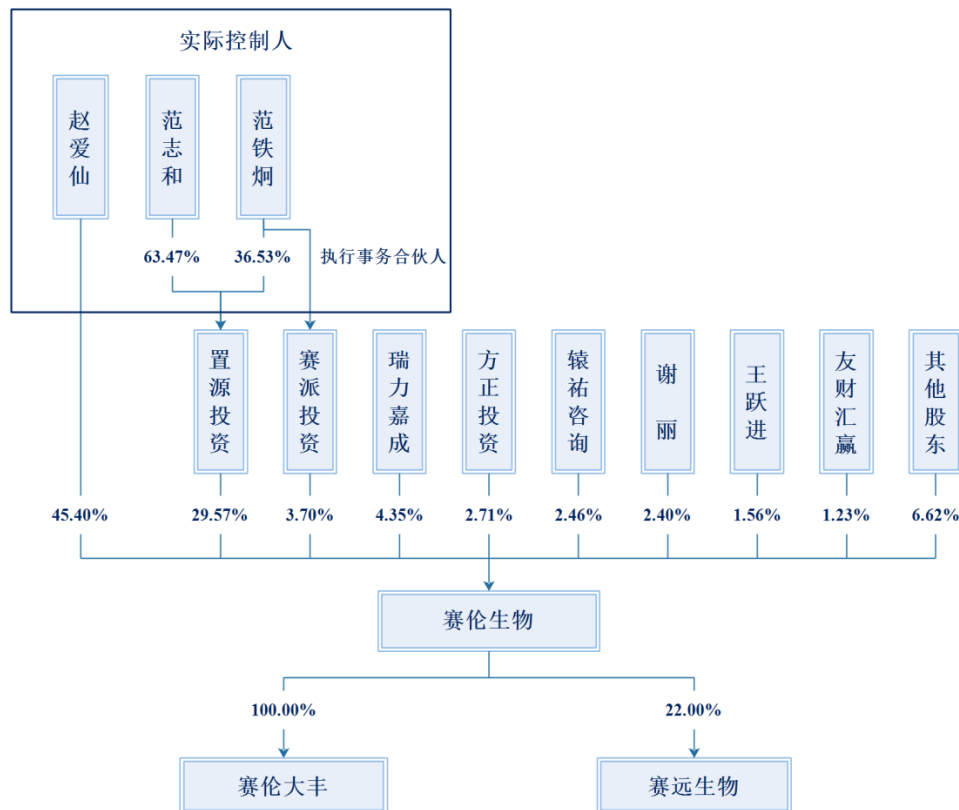 实际控制人
赵爱仙
范志和
范铁炯
63.47%
36.53%
执行事务合伙人
置源投资
赛派投资
瑞力嘉成
方正投资
辕祐咨询
谢丽
王跃进
友财汇赢
其他股东
45.40%
29.57%
3.70%
4.35%
2.71%
2.46%
2.40%
1.56%
1.23%
6.62%
赛伦生物
100.00%
22.00%
赛伦大丰
赛远生物